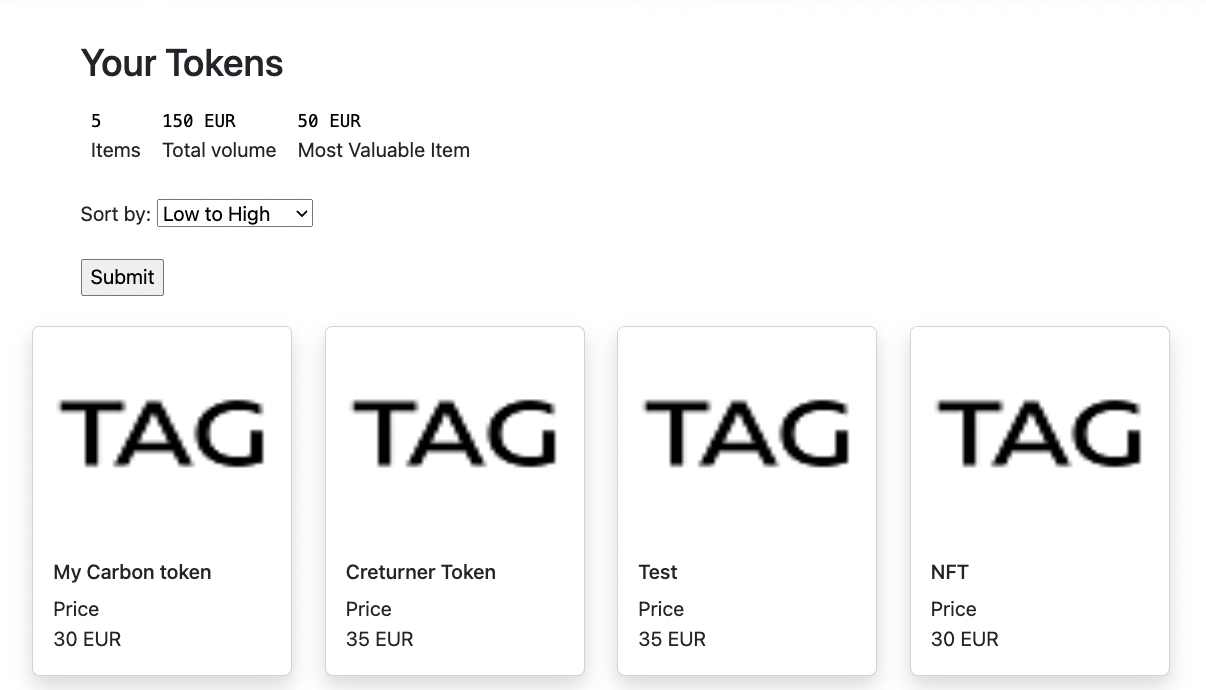 Your Tokens
5 150 EUR 50 EUR
Items Total volume Most Valuable Item
Sort by: Low to High
Submit
TAG TAG TAG TAG
My Carbon token Creturner Token Test NFT
Price Price Price Price
30 EUR 35 EUR 35 EUR 30 EUR